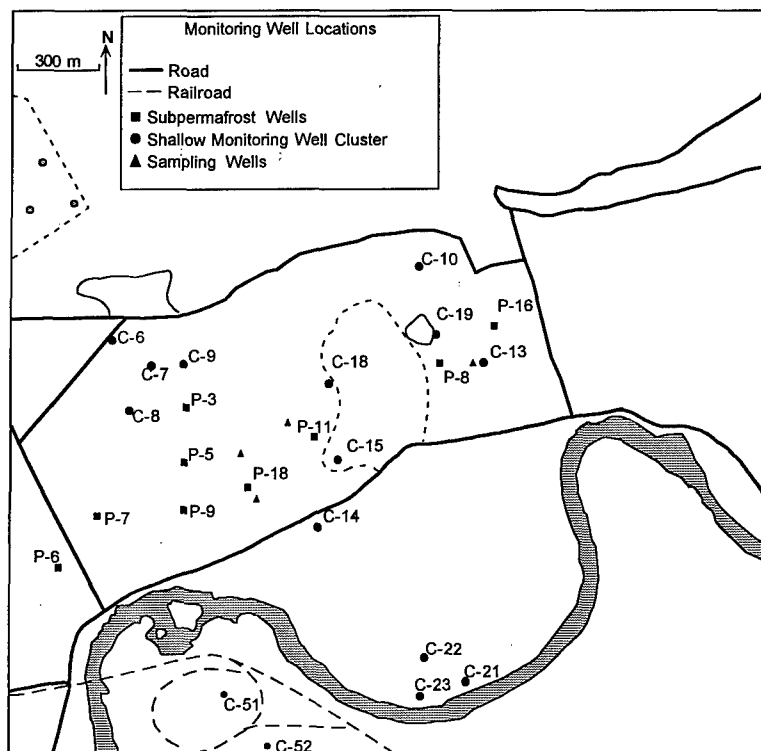 Monitoring Well Locations
N
300 m
Road
Railroad
Subpermafrost Wells
Shallow Monitoring Well Cluster
Sampling Wells
C-10
P-16
C-19
C-6
C-9
C-7
C-18
C-13
P-8
C-8
P-3
P-11
P-5
C-15
P-18
P-7
P-9
C-14
P-6
C-22
C-21
C-23
C-51
C-52